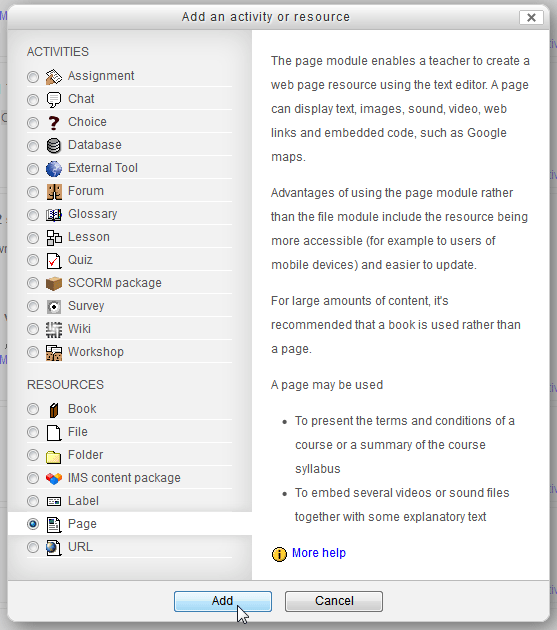 Add an activity or resource
ACTIVITIES
Assignment
Chat
Choice
Database
External Tool
Forum
Glossary
Lesson
Quiz
SCORM package
Survey
Wiki
Workshop
RESOURCES
Book
File
Folder
IMS content package
Label
Page
URL
The page module enables a teacher to create a
web page resource using the text editor. A page
can display text, images, sound, video, web
links and embedded code, such as Google
maps.
Advantages of using the page module rather
than the file module include the resource being
more accessible (for example to users of
mobile devices) and easier to update.
For large amounts of content, it's
recommended that a book is used rather than
a page.
A page may be used
To present the terms and conditions of a
course or a summary of the course
syllabus
To embed several videos or sound files
together with some explanatory text
More help
Add
Cancel